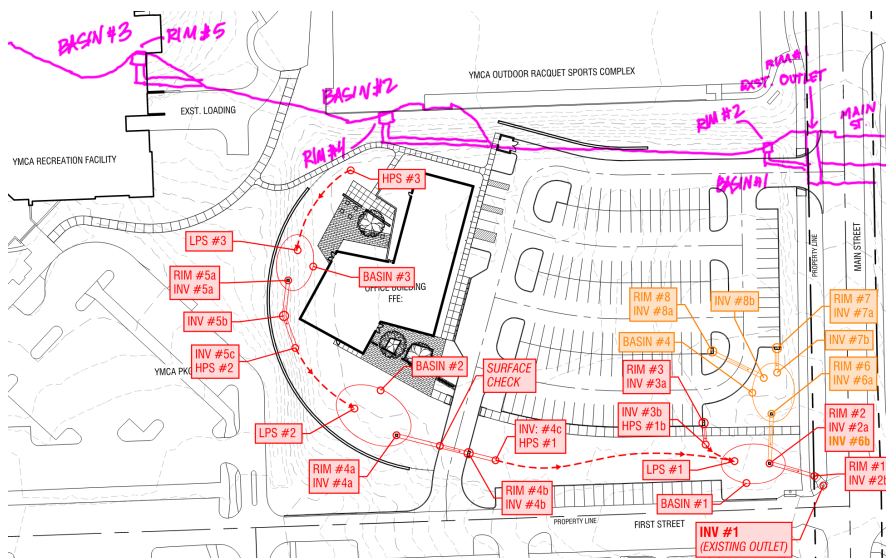 BASIN #3
RIM #5
YMCA OUTDOOR RACQUET SPORTS COMPLEX
RIM #1
EXST. OUTLET
BASIN #2
EXST. LOADING
MAIN ST.
RIM #2
RIM #4
YMCA RECREATION FACILITY
BASIN #1
HPS #3
LPS #3
PROPERTY LINE
MAIN STREET
RIM #5a
INV #5a
BASIN #3
OFFICE BUILDING
FFE:
RIM #8
INV #8a
INV #8b
RIM #7
INV #7a
INV #5b
BASIN #4
INV #7b
INV #5c
HPS #2
YMCA PKG
BASIN #2
SURFACE
CHECK
RIM #3
INV #3a
RIM #6
INV #6a
LPS #2
INV: #4c
HPS #1
INV #3b
HPS #1b
RIM #2
INV #2a
INV #6b
RIM #4a
INV #4a
RIM #4b
INV #4b
LPS #1
BASIN #1
RIM #1
INV #2b
PROPERTY LINE
FIRST STREET
INV #1
(EXISTING OUTLET)